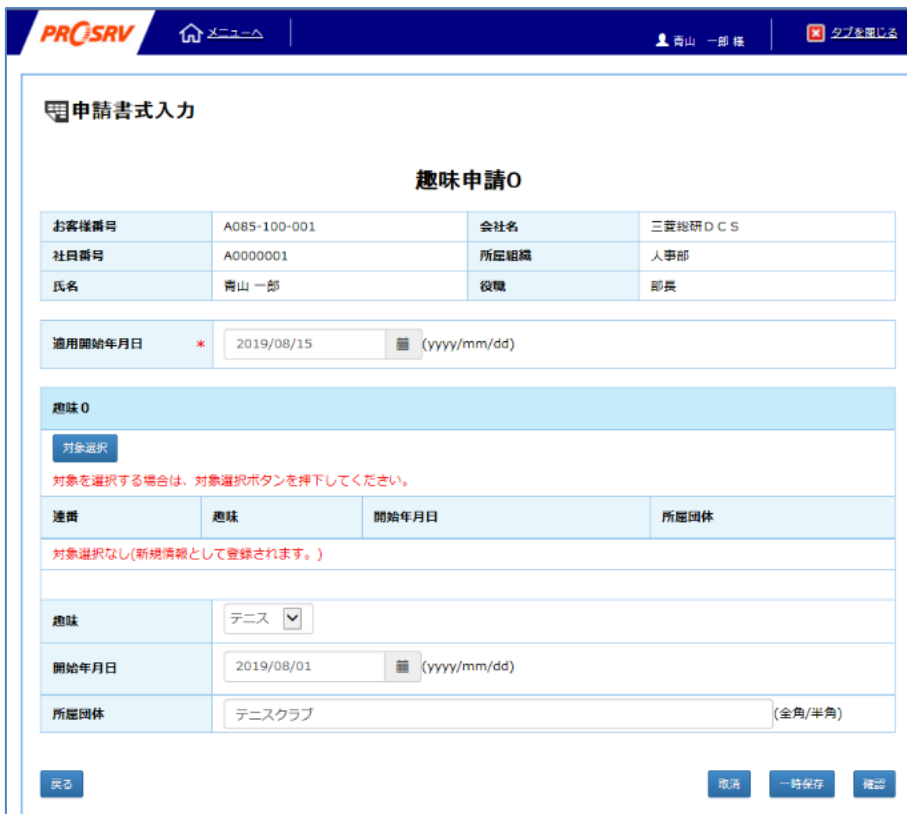 PROSRV メニューへ 青山 一郎 様 タブを閉じる
申請書式入力
趣味申請0
お客様番号 A085-100-001 会社名 三菱総研ＤＣＳ
社員番号 A0000001 所属組織 人事部
氏名 青山 一郎 役職 部長
適用開始年月日 * 2019/08/15 (yyyy/mm/dd)
趣味０
対象選択
対象を選択する場合は、対象選択ボタンを押下してください。
連番 趣味 開始年月日 所属団体
対象選択なし(新規情報として登録されます。)
趣味 テニス
開始年月日 2019/08/01 (yyyy/mm/dd)
所属団体 テニスクラブ (全角/半角)
戻る 取消 一時保存 確認